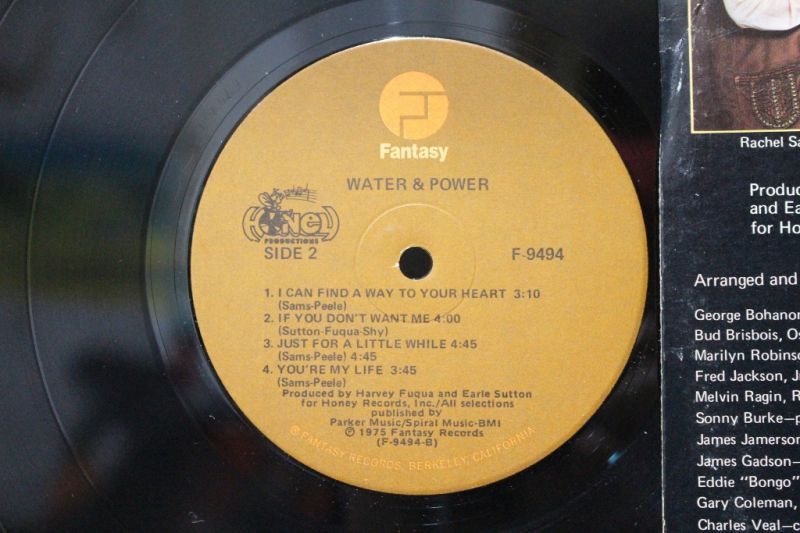 Fantasy
WATER & POWER
HONEY
PRODUCTIONS
SIDE 2
F-9494
1. I CAN FIND A WAY TO YOUR HEART 3:10
(Sams-Peele)
2. IF YOU DON'T WANT ME 4:00
(Sutton-Fuqua-Shy)
3. JUST FOR A LITTLE WHILE 4:45
(Sams-Peele) 4:45
4. YOU'RE MY LIFE 3:45
(Sams-Peele)
Produced by Harvey Fuqua and Earle Sutton
for Honey Records, Inc./All selections
published by
Parker Music/Spiral Music-BMI
℗ 1975 Fantasy Records
(F-9494-B)
® FANTASY RECORDS, BERKELEY, CALIFORNIA
Rachel Sa
Produc
and Ea
for Ho
Arranged and
George Bohanon
Bud Brisbois, Os
Marilyn Robinso
Fred Jackson, J
Melvin Ragin, R
Sonny Burke—p
James Jamerson
James Gadson—
Eddie "Bongo"
Gary Coleman,
Charles Veal—c